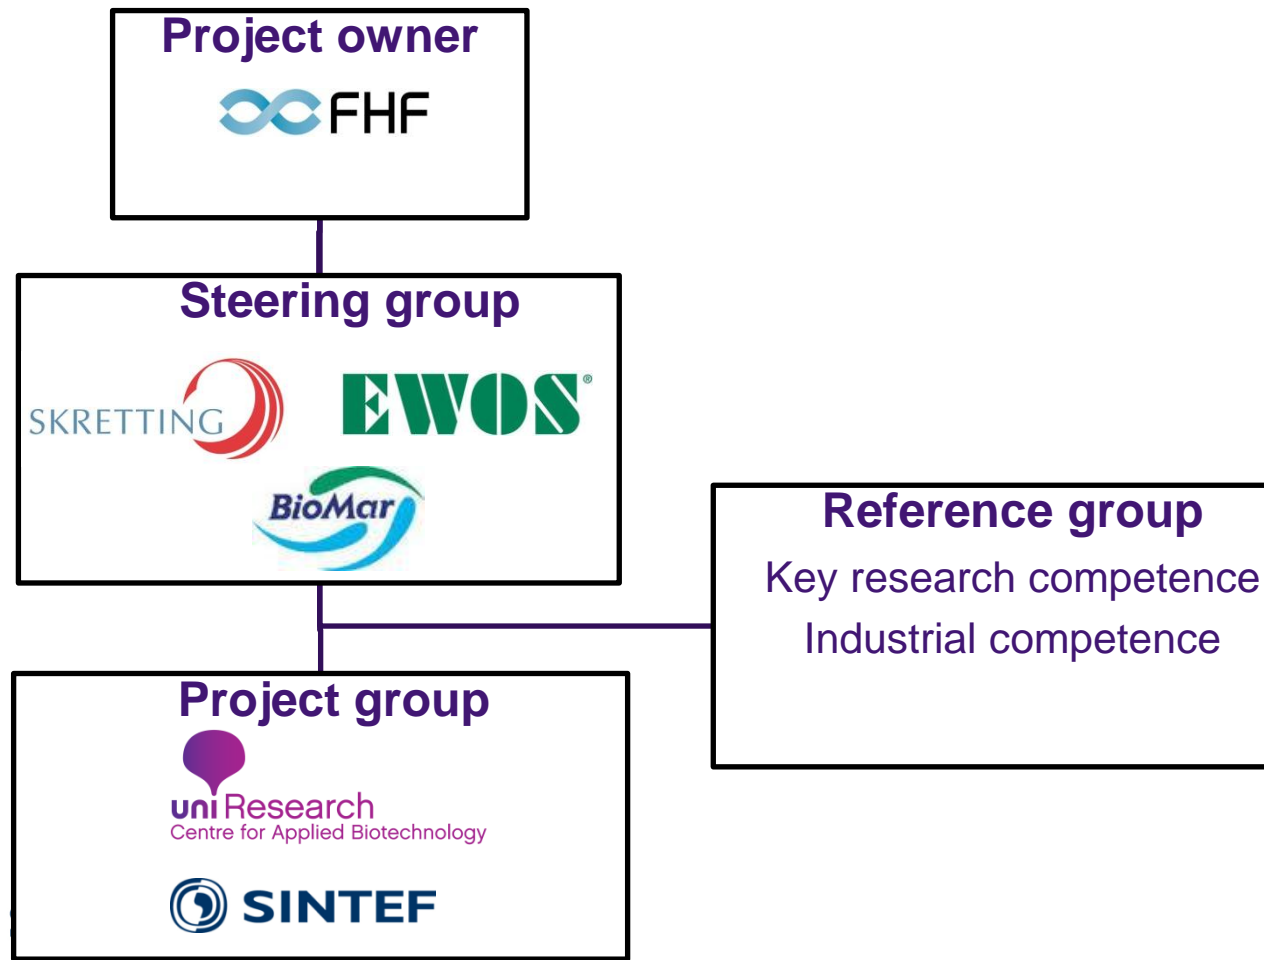 Project owner
FHF
Steering group
SKRETTING
EWOS®
BioMar
Reference group
Key research competence
Industrial competence
Project group
uni Research
Centre for Applied Biotechnology
SINTEF